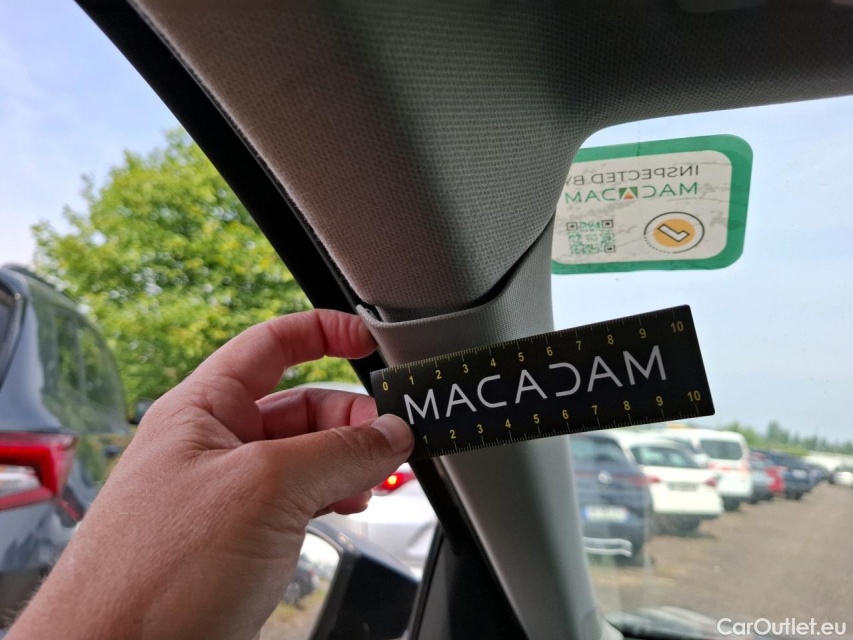 INSPECTED BY
MACADAM
0 1 2 3 4 5 6 7 8 9 10
MACADAM
1 2 3 4 5 6 7 8 9 10
CarOutlet.eu